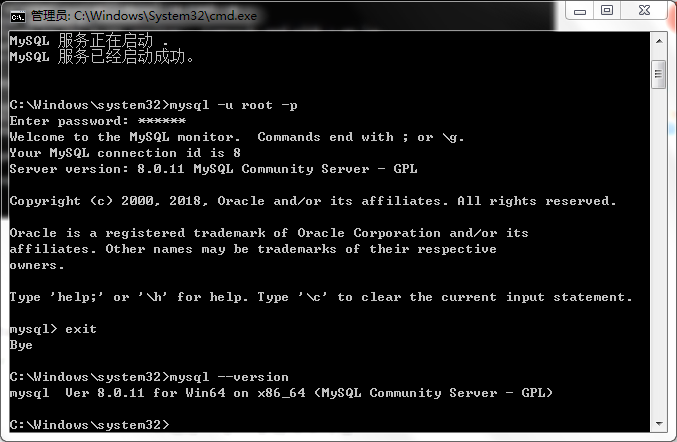 管理员: C:\Windows\System32\cmd.exe
MySQL 服务正在启动 .
MySQL 服务已经启动成功。
C:\Windows\system32>mysql -u root -p
Enter password: ******
Welcome to the MySQL monitor.  Commands end with ; or \g.
Your MySQL connection id is 8
Server version: 8.0.11 MySQL Community Server - GPL
Copyright (c) 2000, 2018, Oracle and/or its affiliates. All rights reserved.
Oracle is a registered trademark of Oracle Corporation and/or its
affiliates. Other names may be trademarks of their respective
owners.
Type 'help;' or '\h' for help. Type '\c' to clear the current input statement.
mysql> exit
Bye
C:\Windows\system32>mysql --version
mysql  Ver 8.0.11 for Win64 on x86_64 (MySQL Community Server - GPL)
C:\Windows\system32>